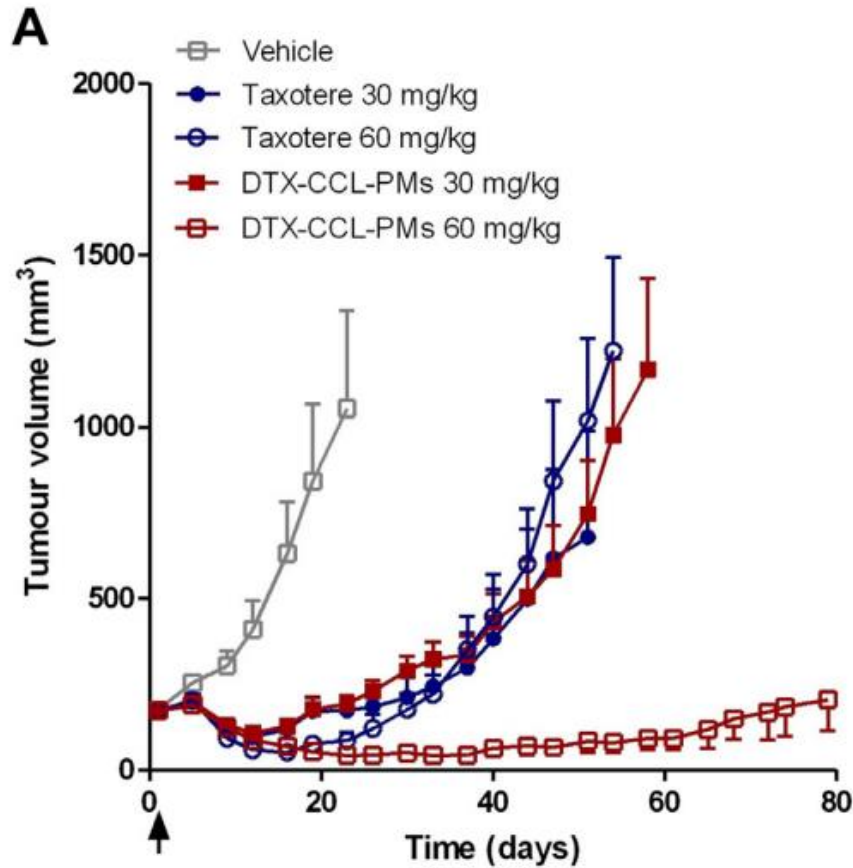 A
Vehicle
Taxotere 30 mg/kg
Taxotere 60 mg/kg
DTX-CCL-PMs 30 mg/kg
DTX-CCL-PMs 60 mg/kg
2000
1500
1000
500
0
Tumour volume (mm³)
0 20 40 60 80
Time (days)